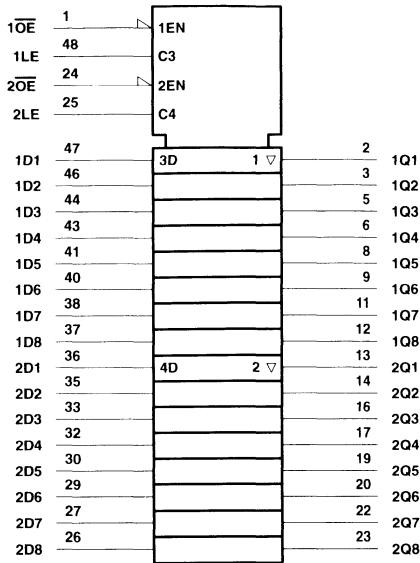 1OE 1 1EN
1LE 48 C3
2OE 24 2EN
2LE 25 C4
1D1 47 3D 1 ▽ 2 1Q1
1D2 46 3 1Q2
1D3 44 5 1Q3
1D4 43 6 1Q4
1D5 41 8 1Q5
1D6 40 9 1Q6
1D7 38 11 1Q7
1D8 37 12 1Q8
2D1 36 4D 2 ▽ 13 2Q1
2D2 35 14 2Q2
2D3 33 16 2Q3
2D4 32 17 2Q4
2D5 30 19 2Q5
2D6 29 20 2Q6
2D7 27 22 2Q7
2D8 26 23 2Q8